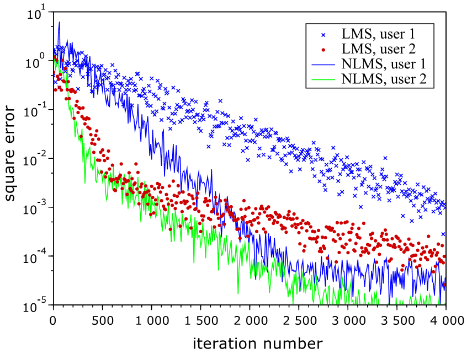 10^1
10^0
10^-1
10^-2
10^-3
10^-4
10^-5
square error
LMS, user 1
LMS, user 2
NLMS, user 1
NLMS, user 2
0 500 1 000 1 500 2 000 2 500 3 000 3 500 4 000
iteration number